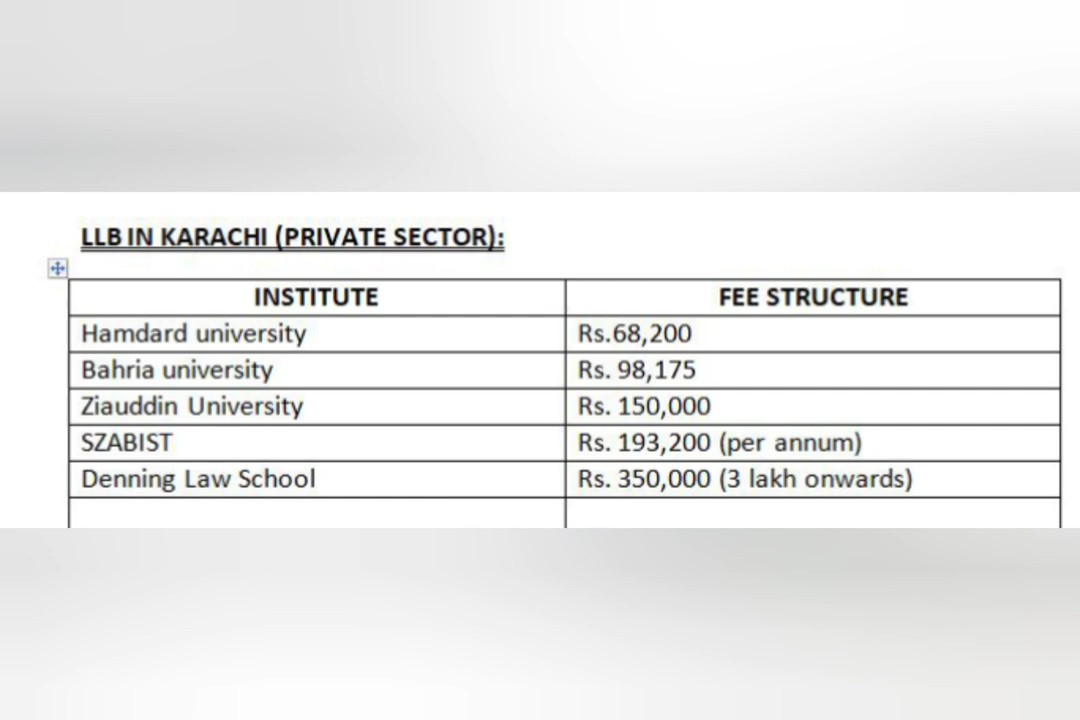 LLB IN KARACHI (PRIVATE SECTOR):
INSTITUTE FEE STRUCTURE
Hamdard university Rs.68,200
Bahria university Rs. 98,175
Ziauddin University Rs. 150,000
SZABIST Rs. 193,200 (per annum)
Denning Law School Rs. 350,000 (3 lakh onwards)